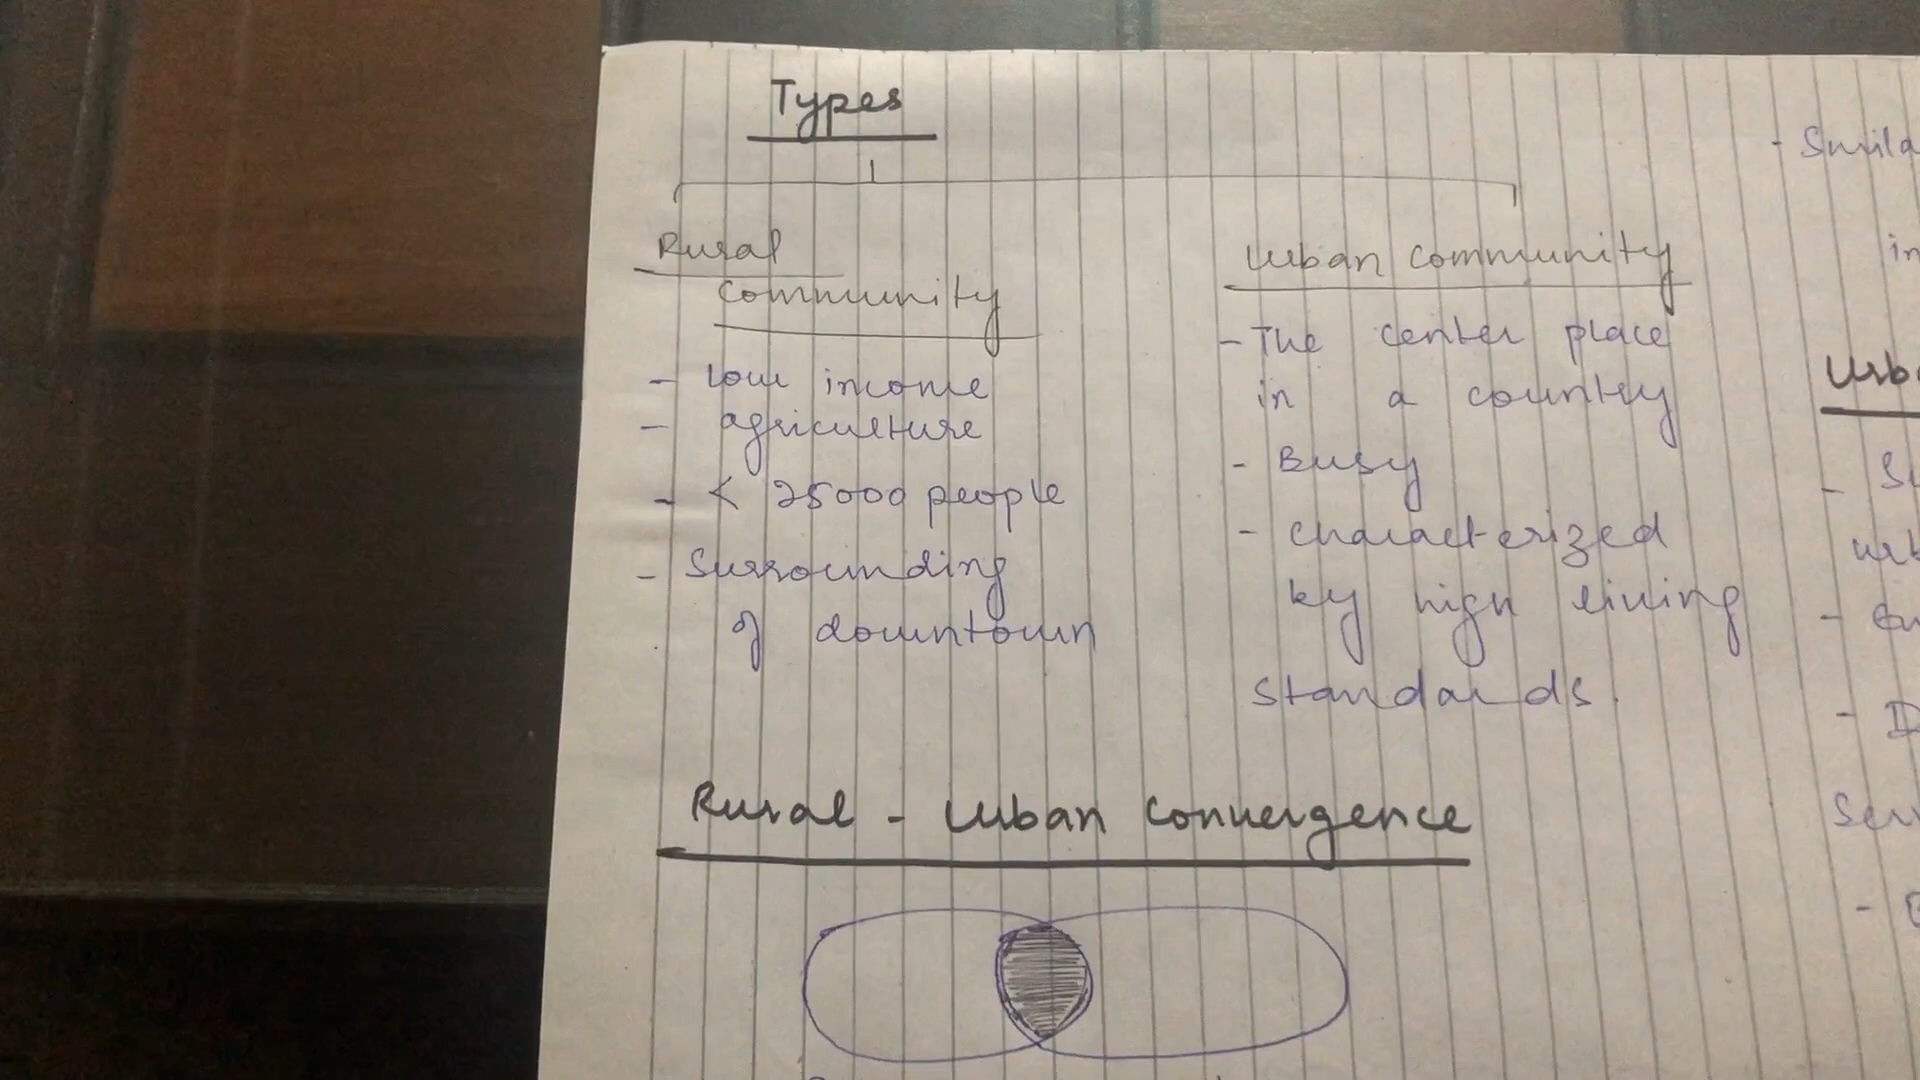 Types
Rural
Community
- low income
- agriculture
- < 25000 people
- Surrounding
of downtown
Urban Community
- The center place
in a country
- Busy
- Characterized
by high living
standards.
Rural - Urban Convergence